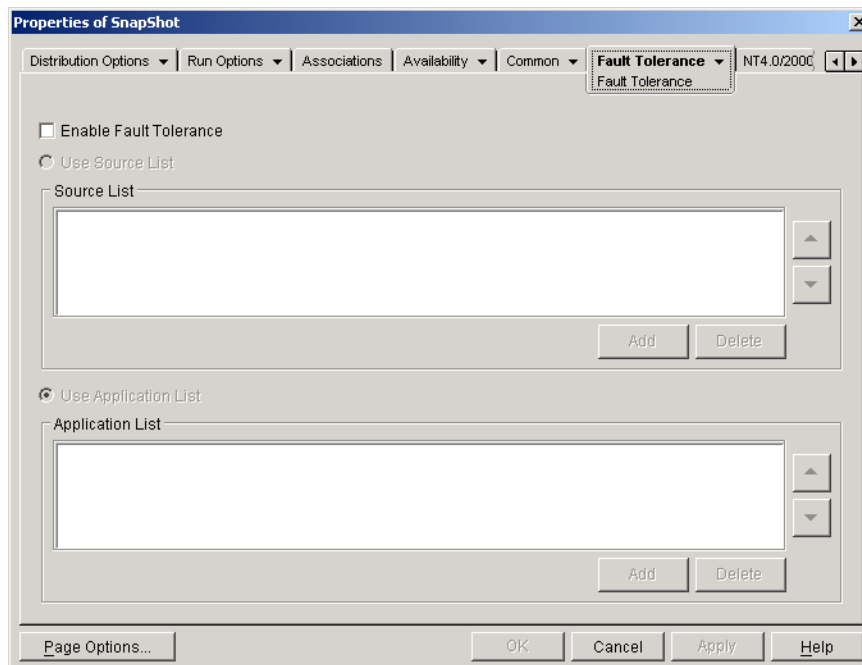 Properties of SnapShot
Distribution Options Run Options Associations Availability Common Fault Tolerance NT4.0/2000
Fault Tolerance
Enable Fault Tolerance
Use Source List
Source List
Add Delete
Use Application List
Application List
Add Delete
Page Options... OK Cancel Apply Help